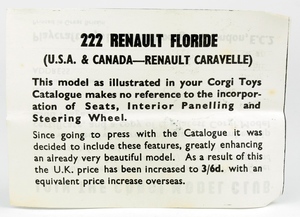 222 RENAULT FLORIDE
(U.S.A. & CANADA—RENAULT CARAVELLE)
This model as illustrated in your Corgi Toys
Catalogue makes no reference to the incorpor-
ation of Seats, Interior Panelling and
Steering Wheel.
Since going to press with the Catalogue it was
decided to include these features, greatly enhancing
an already very beautiful model. As a result of this
the U.K. price has been increased to 3/6d. with an
equivalent price increase overseas.